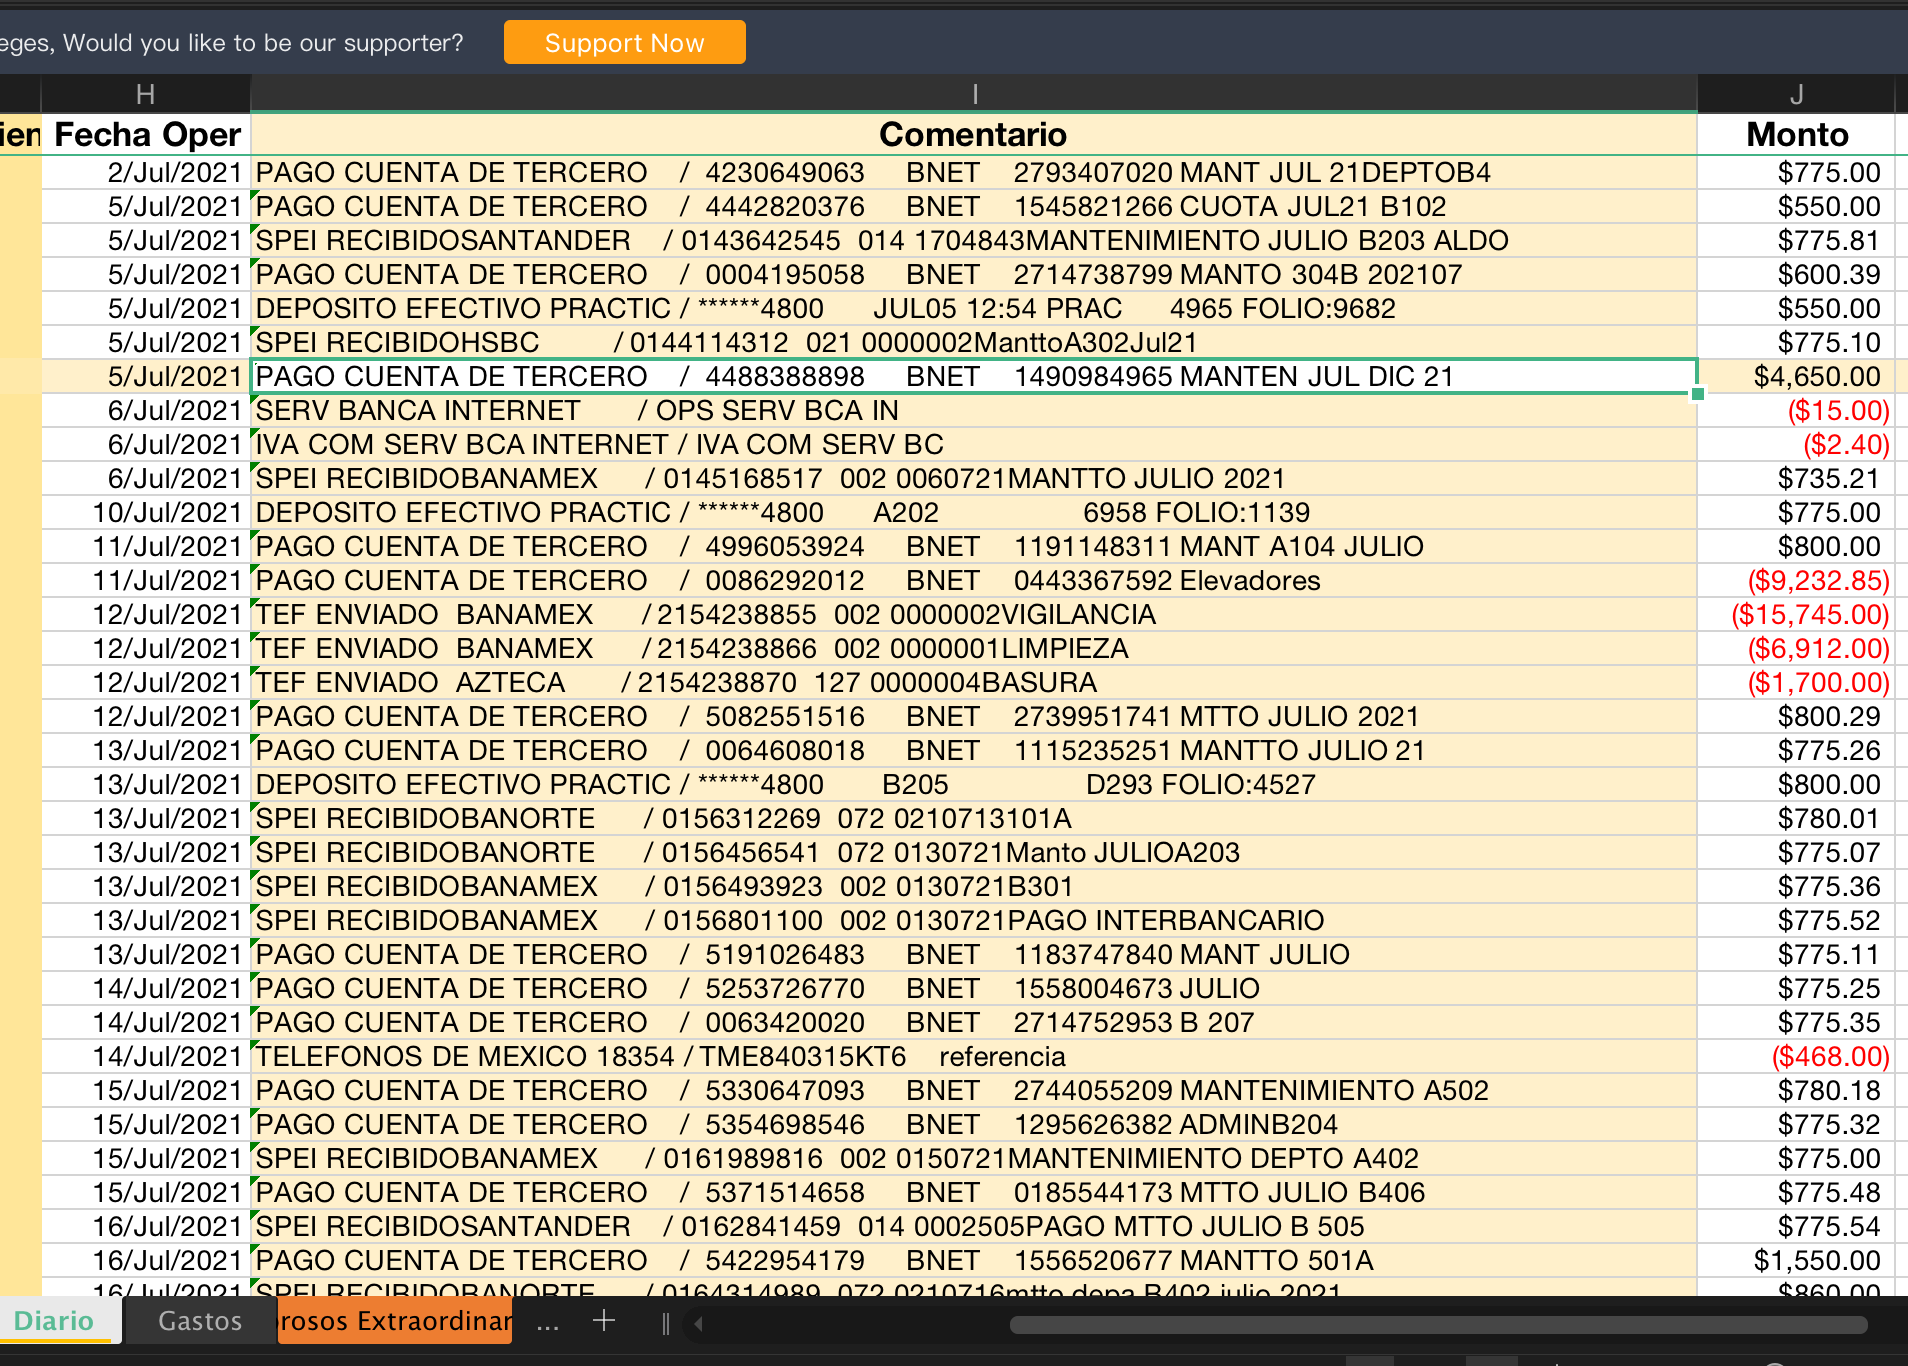 eges, Would you like to be our supporter? Support Now
H I J
ien Fecha Oper Comentario Monto
2/Jul/2021 PAGO CUENTA DE TERCERO / 4230649063 BNET 2793407020 MANT JUL 21DEPTOB4 $775.00
5/Jul/2021 PAGO CUENTA DE TERCERO / 4442820376 BNET 1545821266 CUOTA JUL21 B102 $550.00
5/Jul/2021 SPEI RECIBIDOSANTANDER / 0143642545 014 1704843MANTENIMIENTO JULIO B203 ALDO $775.81
5/Jul/2021 PAGO CUENTA DE TERCERO / 0004195058 BNET 2714738799 MANTO 304B 202107 $600.39
5/Jul/2021 DEPOSITO EFECTIVO PRACTIC / ******4800 JUL05 12:54 PRAC 4965 FOLIO:9682 $550.00
5/Jul/2021 SPEI RECIBIDOHSBC / 0144114312 021 0000002ManttoA302Jul21 $775.10
5/Jul/2021 PAGO CUENTA DE TERCERO / 4488388898 BNET 1490984965 MANTEN JUL DIC 21 $4,650.00
6/Jul/2021 SERV BANCA INTERNET / OPS SERV BCA IN ($15.00)
6/Jul/2021 IVA COM SERV BCA INTERNET / IVA COM SERV BC ($2.40)
6/Jul/2021 SPEI RECIBIDOBANAMEX / 0145168517 002 0060721MANTTO JULIO 2021 $735.21
10/Jul/2021 DEPOSITO EFECTIVO PRACTIC / ******4800 A202 6958 FOLIO:1139 $775.00
11/Jul/2021 PAGO CUENTA DE TERCERO / 4996053924 BNET 1191148311 MANT A104 JULIO $800.00
11/Jul/2021 PAGO CUENTA DE TERCERO / 0086292012 BNET 0443367592 Elevadores ($9,232.85)
12/Jul/2021 TEF ENVIADO BANAMEX / 2154238855 002 0000002VIGILANCIA ($15,745.00)
12/Jul/2021 TEF ENVIADO BANAMEX / 2154238866 002 0000001LIMPIEZA ($6,912.00)
12/Jul/2021 TEF ENVIADO AZTECA / 2154238870 127 0000004BASURA ($1,700.00)
12/Jul/2021 PAGO CUENTA DE TERCERO / 5082551516 BNET 2739951741 MTTO JULIO 2021 $800.29
13/Jul/2021 PAGO CUENTA DE TERCERO / 0064608018 BNET 1115235251 MANTTO JULIO 21 $775.26
13/Jul/2021 DEPOSITO EFECTIVO PRACTIC / ******4800 B205 D293 FOLIO:4527 $800.00
13/Jul/2021 SPEI RECIBIDOBANORTE / 0156312269 072 0210713101A $780.01
13/Jul/2021 SPEI RECIBIDOBANORTE / 0156456541 072 0130721Manto JULIOA203 $775.07
13/Jul/2021 SPEI RECIBIDOBANAMEX / 0156493923 002 0130721B301 $775.36
13/Jul/2021 SPEI RECIBIDOBANAMEX / 0156801100 002 0130721PAGO INTERBANCARIO $775.52
13/Jul/2021 PAGO CUENTA DE TERCERO / 5191026483 BNET 1183747840 MANT JULIO $775.11
14/Jul/2021 PAGO CUENTA DE TERCERO / 5253726770 BNET 1558004673 JULIO $775.25
14/Jul/2021 PAGO CUENTA DE TERCERO / 0063420020 BNET 2714752953 B 207 $775.35
14/Jul/2021 TELEFONOS DE MEXICO 18354 / TME840315KT6 referencia ($468.00)
15/Jul/2021 PAGO CUENTA DE TERCERO / 5330647093 BNET 2744055209 MANTENIMIENTO A502 $780.18
15/Jul/2021 PAGO CUENTA DE TERCERO / 5354698546 BNET 1295626382 ADMINB204 $775.32
15/Jul/2021 SPEI RECIBIDOBANAMEX / 0161989816 002 0150721MANTENIMIENTO DEPTO A402 $775.00
15/Jul/2021 PAGO CUENTA DE TERCERO / 5371514658 BNET 0185544173 MTTO JULIO B406 $775.48
16/Jul/2021 SPEI RECIBIDOSANTANDER / 0162841459 014 0002505PAGO MTTO JULIO B 505 $775.54
16/Jul/2021 PAGO CUENTA DE TERCERO / 5422954179 BNET 1556520677 MANTTO 501A $1,550.00
16/Jul/2021 SPEI RECIBIDOBANORTE / 0164314989 072 0210716mtto depa B402 julio 2021 $860.00
Diario Gastos rosos Extraordinar ... +